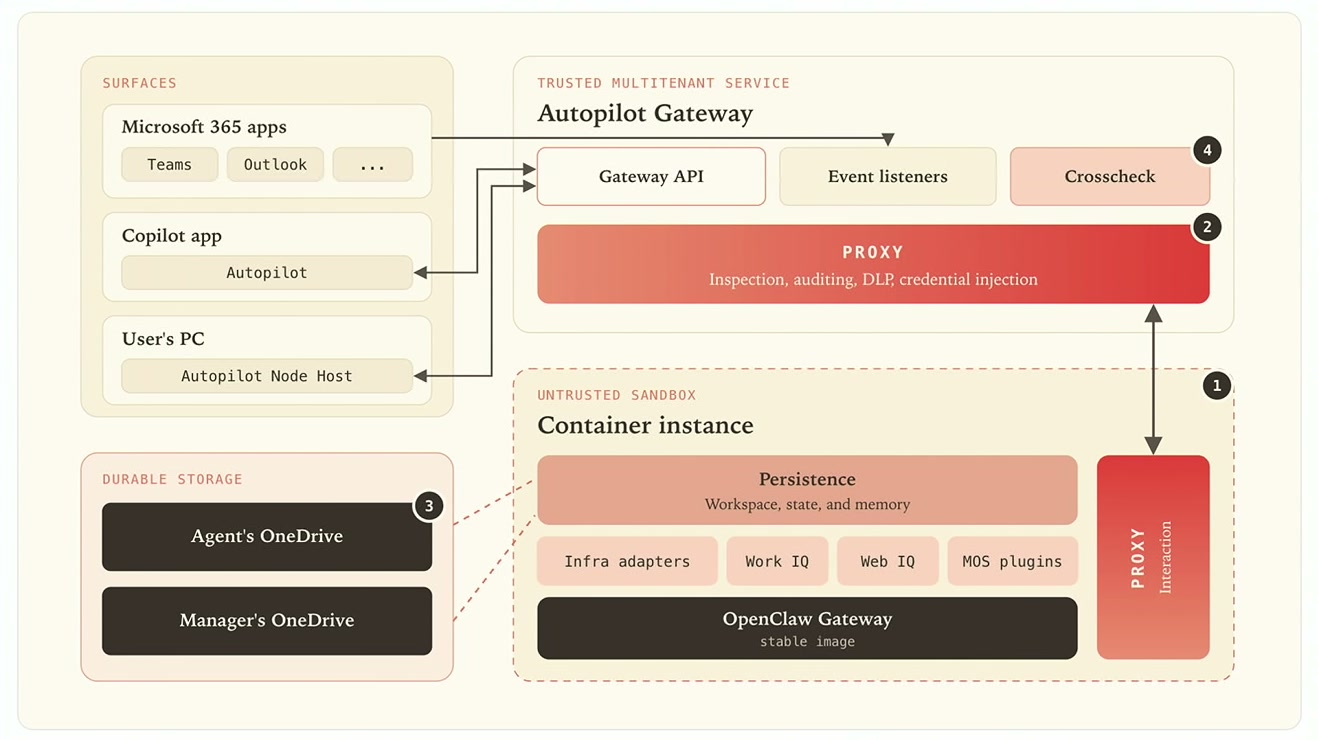 SURFACES
Microsoft 365 apps
Teams
Outlook
...
Copilot app
Autopilot
User's PC
Autopilot Node Host
TRUSTED MULTITENANT SERVICE
Autopilot Gateway
Gateway API
Event listeners
Crosscheck
4
PROXY
2
Inspection, auditing, DLP, credential injection
DURABLE STORAGE
Agent's OneDrive
3
Manager's OneDrive
UNTRUSTED SANDBOX
1
Container instance
Persistence
Workspace, state, and memory
Infra adapters
Work IQ
Web IQ
MOS plugins
OpenClaw Gateway
stable image
PROXY
Interaction